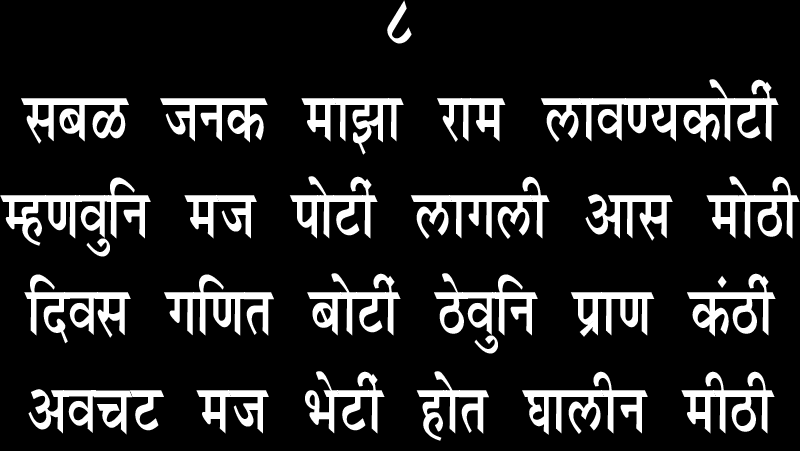 ८
सबळ जनक माझा राम लावण्यकोटीं
म्हणवुनि मज पोटीं लागली आस मोठी
दिवस गणित बोटीं ठेवुनि प्राण कंठीं
अवचट मज भेटीं होत घालीन मीठी